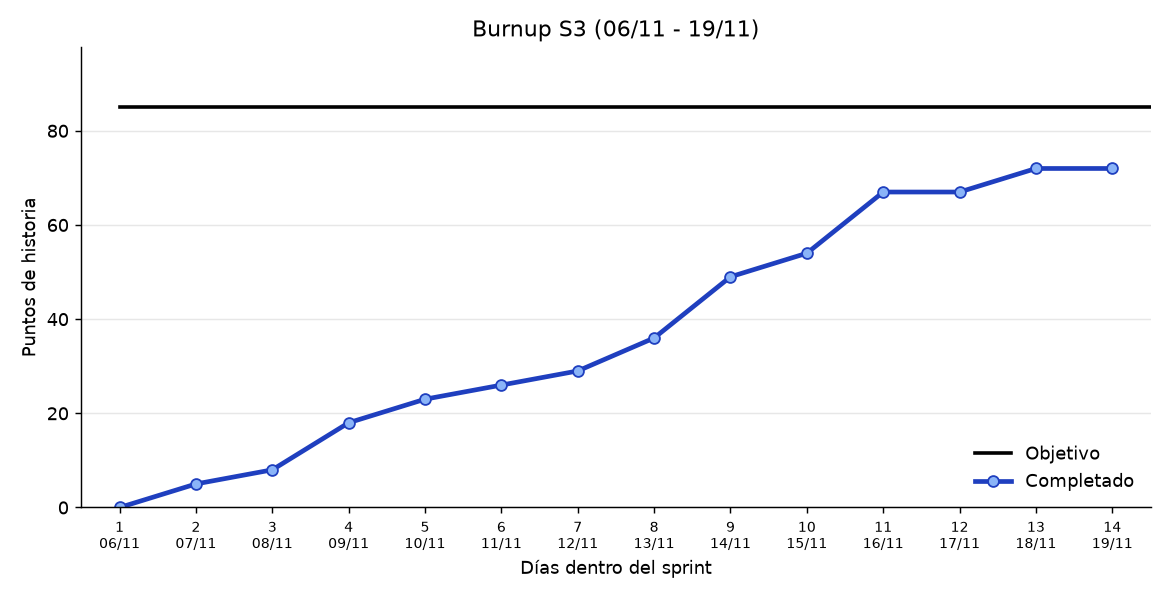 Burnup S3 (06/11 - 19/11)
Puntos de historia
80
60
40
20
0
1 2 3 4 5 6 7 8 9 10 11 12 13 14
06/11 07/11 08/11 09/11 10/11 11/11 12/11 13/11 14/11 15/11 16/11 17/11 18/11 19/11
Días dentro del sprint
Objetivo
Completado